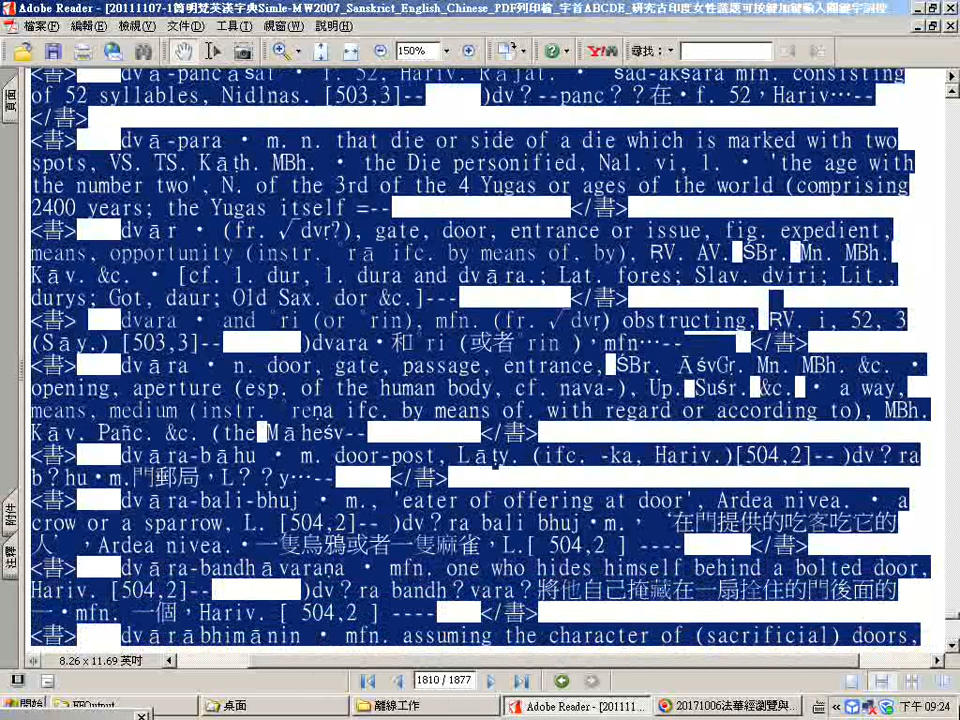 Adobe Reader - [20111107-1簡明梵英漢字典Simle-MW2007_Sanskrict_English_Chinese_PDF列印檔_字首ABCDE_研究古印度女性議題可按鍵加鍵輸入關鍵字詞搜
檔案(F) 編輯(E) 檢視(V) 文件(D) 工具(T) 視窗(W) 說明(H)
150% Y! 尋找:
頁面
<書> dvā-pañcāśat • f. 52, Hariv. Rājat. • ṣad-akṣara mfn. consisting
of 52 syllables, Nidlnas. [503,3]-- )dv？--panc？？在•f. 52，Hariv…--
</書>
<書> dvā-para • m. n. that die or side of a die which is marked with two
spots, VS. TS. Kāṭh. MBh. • the Die personified, Nal. vi, 1. • 'the age with
the number two', N. of the 3rd of the 4 Yugas or ages of the world (comprising
2400 years; the Yugas itself =-- </書>
<書> dvār • (fr. √dvṛ?), gate, door, entrance or issue, fig. expedient,
means, opportunity (instr. °rā ifc. by means of. by), RV. AV. ŚBr. Mn. MBh.
Kāv. &c. • [cf. 1. dur, 1. dura and dvāra.; Lat. fores; Slav. dviri; Lit.,
durys; Got, daur; Old Sax. dor &c.]--- </書>
<書> dvara • and °ri (or °rin), mfn. (fr. √dvṛ) obstructing, RV. i, 52, 3
(Sāy.) [503,3]-- )dvara•和°ri (或者°rin )，mfn…-- </書>
<書> dvāra • n. door, gate, passage, entrance, ŚBr. ĀśvGṛ. Mn. MBh. &c. •
opening, aperture (esp. of the human body, cf. nava-), Up. Suśr. &c. • a way,
means, medium (instr. °reṇa ifc. by means of. with regard or according to), MBh.
Kāv. Pañc. &c. (the Māheśv-- </書>
<書> dvāra-bāhu • m. door-post, Lāṭy. (ifc. -ka, Hariv.)[504,2]-- )dv？ra
b？hu•m.門郵局，L？？y…-- </書>
<書> dvāra-bali-bhuj • m., 'eater of offering at door', Ardea nivea. • a
crow or a sparrow, L. [504,2]-- )dv？ra bali bhuj•m.，‘在門提供的吃客吃它的
人’，Ardea nivea.•一隻烏鴉或者一隻麻雀，L.[ 504,2 ] ---- </書>
<書> dvāra-bandhāvaraṇa • mfn. one who hides himself behind a bolted door,
Hariv. [504,2]-- )dv？ra bandh？vara？將他自己掩藏在一扇拴住的門後面的
一•mfn. 一個，Hariv. [ 504,2 ] ---- </書>
<書> dvārābhimānin • mfn. assuming the character of (sacrificial) doors,
附件
注釋
8.26 x 11.69 英吋
1810 / 1877
開始 FFOutput 桌面 離線工作 Adobe Reader - [201111... 20171006法華經瀏覽與... 下午 09:24